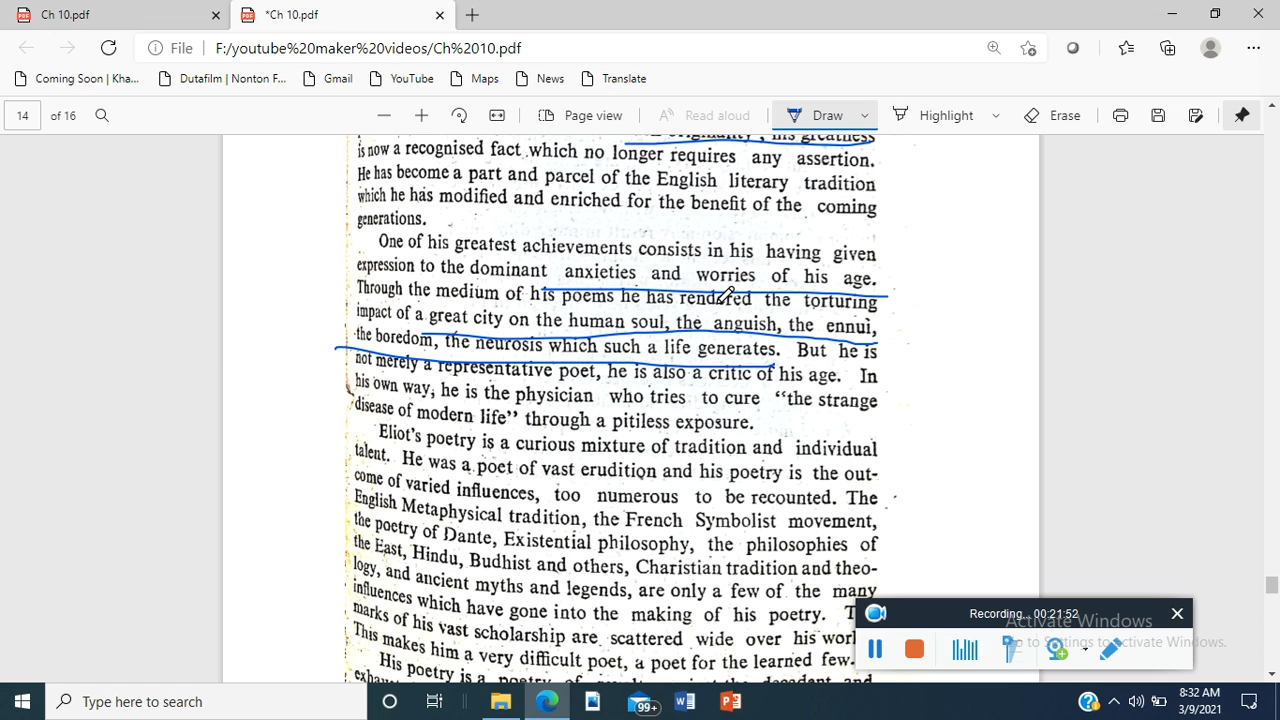 Ch 10.pdf
*Ch 10.pdf
File
F:/youtube%20maker%20videos/Ch%2010.pdf
Coming Soon | Kha...
Dutafilm | Nonton F...
Gmail
YouTube
Maps
News
Translate
14 of 16
Page view
Read aloud
Draw
Highlight
Erase
originality, his greatness
is now a recognised fact which no longer requires any assertion.
He has become a part and parcel of the English literary tradition
which he has modified and enriched for the benefit of the coming
generations.
One of his greatest achievements consists in his having given
expression to the dominant anxieties and worries of his age.
Through the medium of his poems he has rendered the torturing
impact of a great city on the human soul, the anguish, the ennui,
the boredom, the neurosis which such a life generates. But he is
not merely a representative poet, he is also a critic of his age. In
his own way; he is the physician who tries to cure “the strange
disease of modern life” through a pitiless exposure.
Eliot's poetry is a curious mixture of tradition and individual
talent. He was a poet of vast erudition and his poetry is the out-
come of varied influences, too numerous to be recounted. The
English Metaphysical tradition, the French Symbolist movement,
the poetry of Dante, Existential philosophy, the philosophies of
the East, Hindu, Budhist and others, Charistian tradition and theo-
logy, and ancient myths and legends, are only a few of the many
influences which have gone into the making of his poetry.
marks of his vast scholarship are scattered wide over his work
This makes him a very difficult poet, a poet for the learned few.
His poetry is a poetry of
Recording... 00:21:52
Activate Windows
Go to Settings to activate Windows.
Type here to search
99+
8:32 AM
3/9/2021